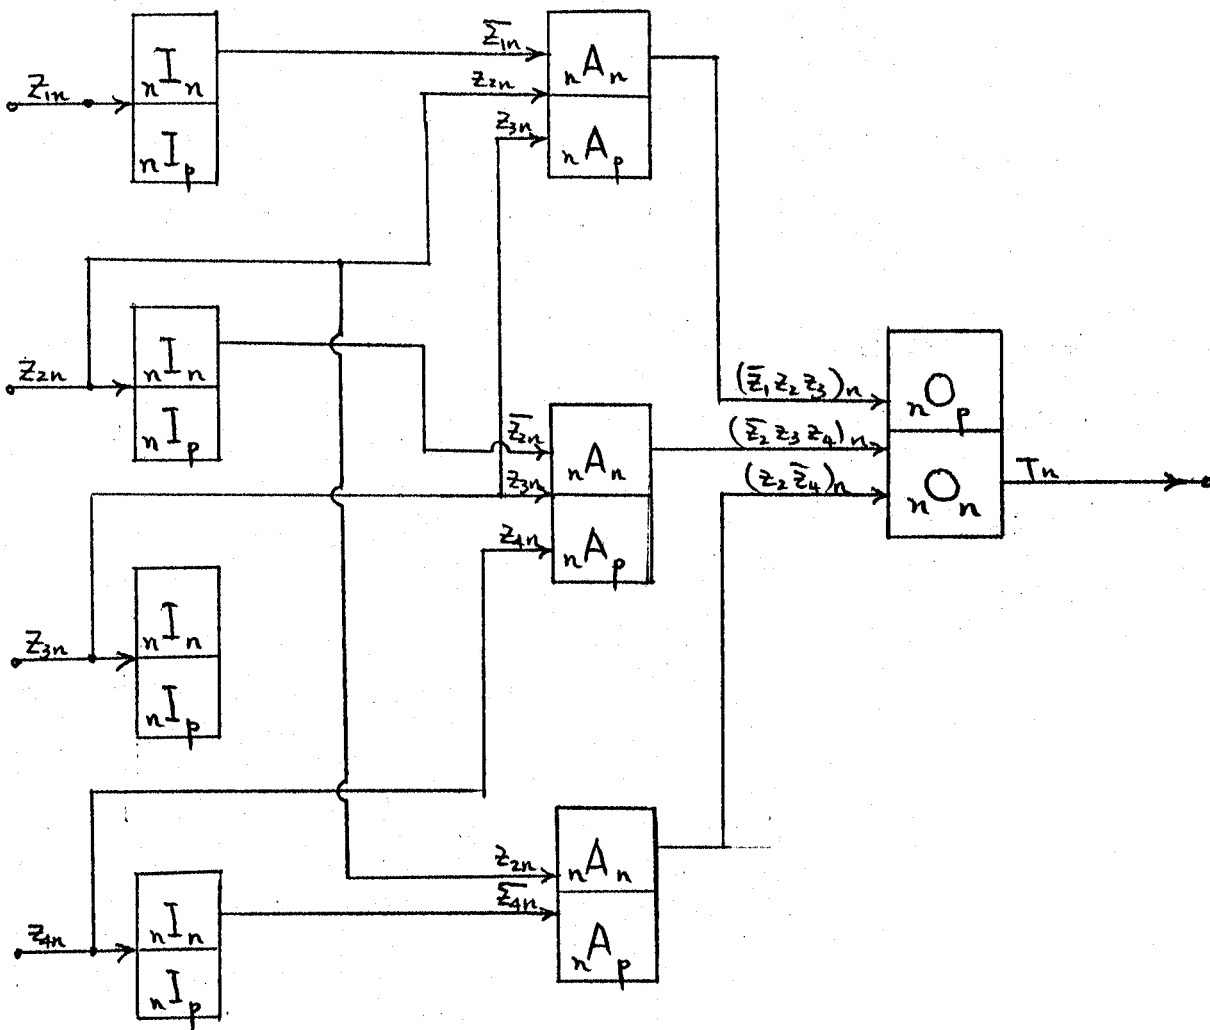 Z̄1n
nIn
nAn
Z1n
z2n
z3n
nIp
nAp
nIn
Z2n
(z̄1 z2 z3)n
nOp
nIp
z̄2n
(z̄2 z3 z4)n
nAn
z3n
(z2 z̄4)n
Tn
nOn
z4n
nAp
nIn
Z3n
nIp
z2n
nAn
z̄4n
nIn
z4n
nAp
nIp